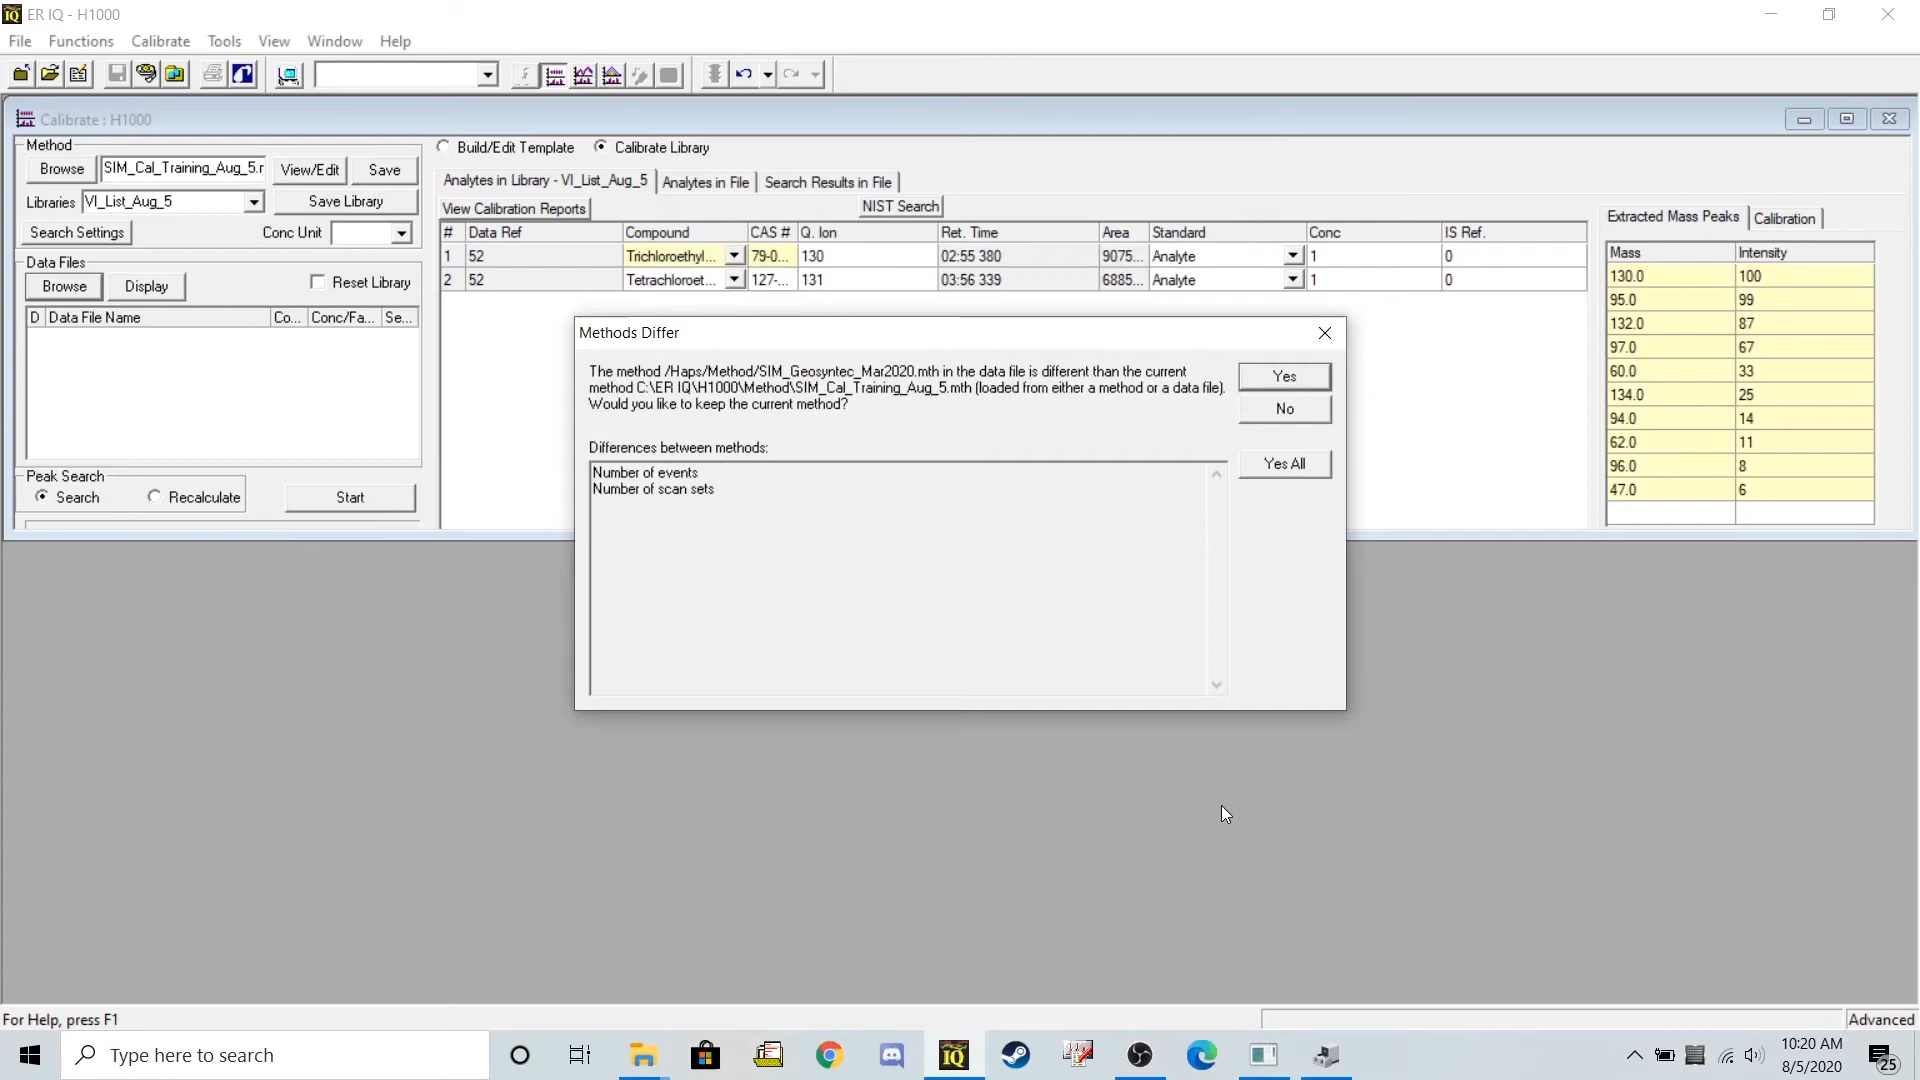 ER IQ - H1000
File Functions Calibrate Tools View Window Help
Calibrate : H1000
Method
Browse SIM_Cal_Training_Aug_5.r View/Edit Save
Libraries VI_List_Aug_5 Save Library
Search Settings Conc Unit
Data Files
Browse Display Reset Library
D Data File Name Co... Conc/Fa... Se...
Peak Search
Search Recalculate Start
Build/Edit Template Calibrate Library
Analytes in Library - VI_List_Aug_5 Analytes in File Search Results in File
View Calibration Reports NIST Search
# Data Ref Compound CAS # Q. Ion Ret. Time Area Standard Conc IS Ref.
1 52 Trichloroethyl... 79-0... 130 02:55 380 9075... Analyte 1 0
2 52 Tetrachloroet... 127-... 131 03:56 339 6885... Analyte 1 0
Extracted Mass Peaks Calibration
Mass Intensity
130.0 100
95.0 99
132.0 87
97.0 67
60.0 33
134.0 25
94.0 14
62.0 11
96.0 8
47.0 6
Methods Differ
The method /Haps/Method/SIM_Geosyntec_Mar2020.mth in the data file is different than the current
method C:\ER IQ\H1000\Method\SIM_Cal_Training_Aug_5.mth (loaded from either a method or a data file).
Would you like to keep the current method?
Yes
No
Yes All
Differences between methods:
Number of events
Number of scan sets
For Help, press F1
Advanced
Type here to search
IQ
10:20 AM
8/5/2020
25